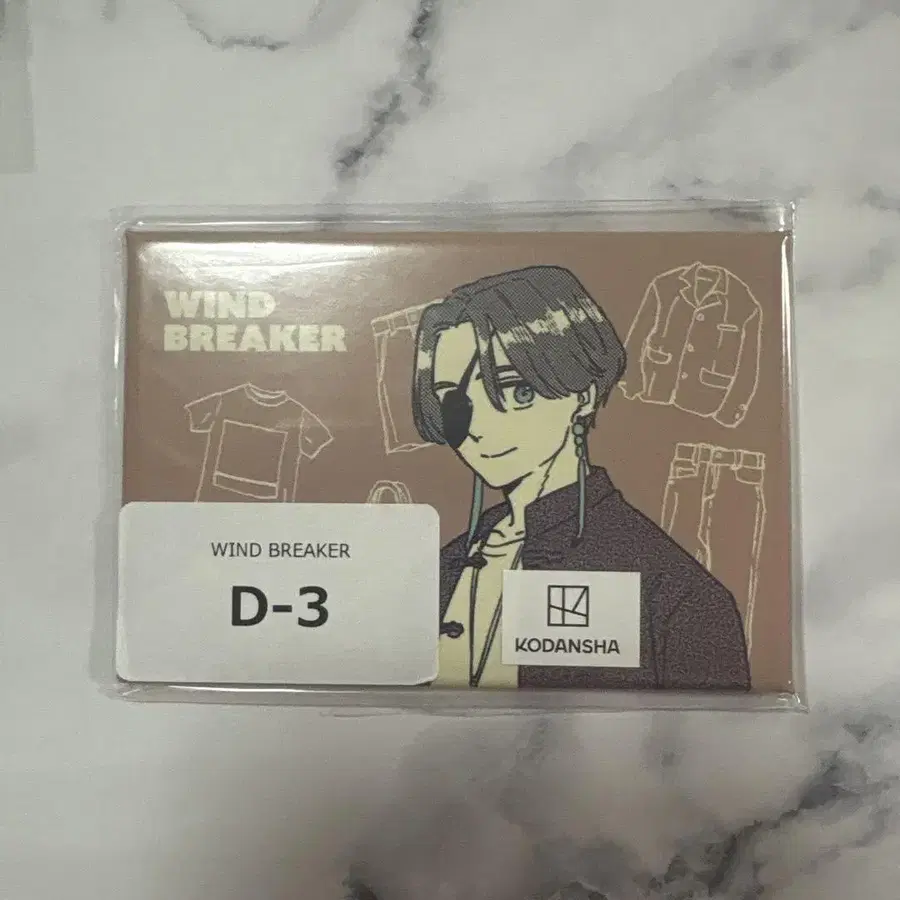 WIND
BREAKER
WIND BREAKER
D-3
KODANSHA